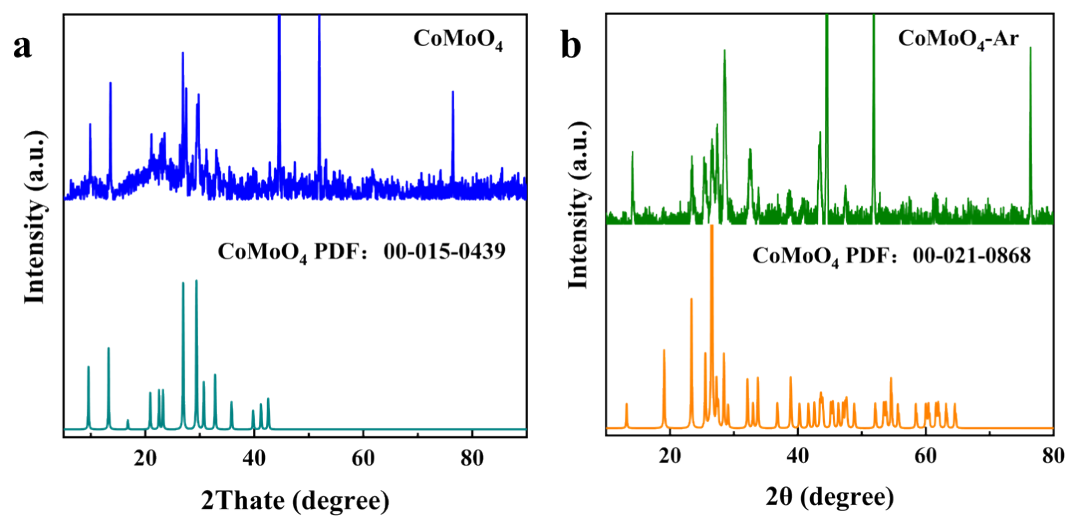 a
CoMoO₄
CoMoO₄ PDF： 00-015-0439
Intensity (a.u.)
20 40 60 80
2Thate (degree)
b
CoMoO₄-Ar
CoMoO₄ PDF： 00-021-0868
Intensity (a.u.)
20 40 60 80
2θ (degree)